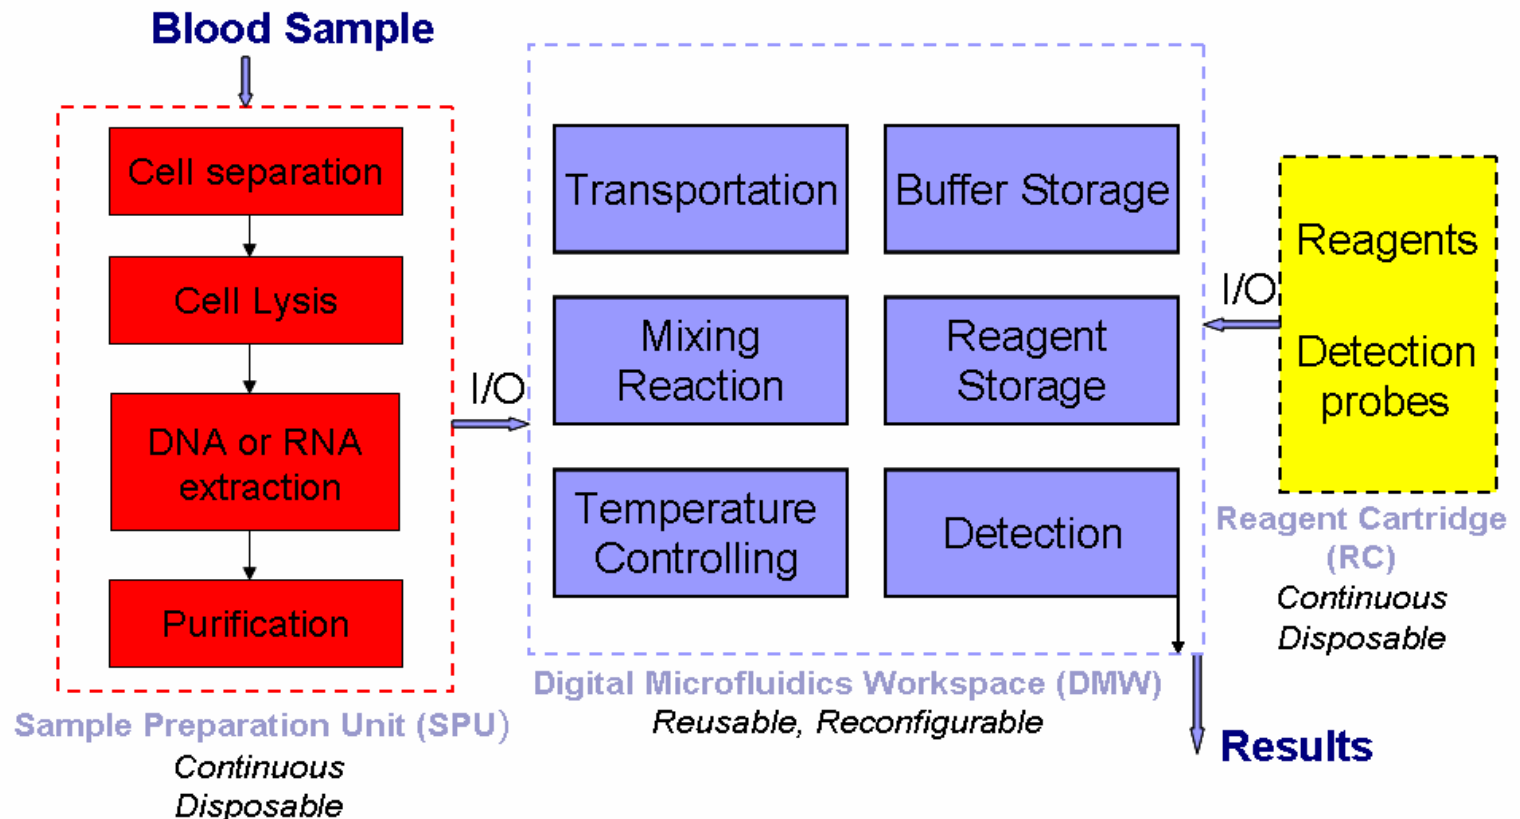 Blood Sample
Cell separation
Cell Lysis
DNA or RNA
extraction
Purification
Sample Preparation Unit (SPU)
Continuous
Disposable
I/O
Transportation
Buffer Storage
Mixing
Reaction
Reagent
Storage
Temperature
Controlling
Detection
Digital Microfluidics Workspace (DMW)
Reusable, Reconfigurable
I/O
Reagents
Detection
probes
Reagent Cartridge
(RC)
Continuous
Disposable
Results